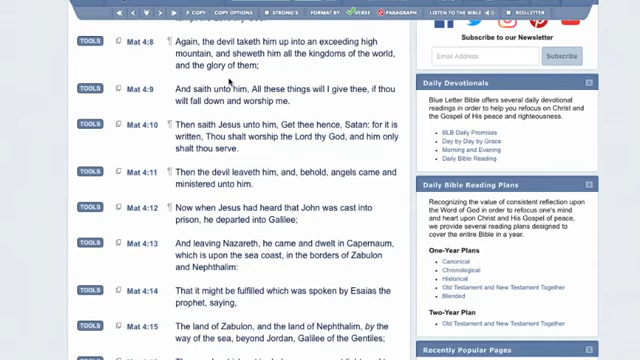 COPY COPY OPTIONS STRONG'S FORMAT BY VERSE PARAGRAPH LISTEN TO THE BIBLE RED-LETTER
TOOLS Mat 4:8 ¶ Again, the devil taketh him up into an exceeding high
mountain, and sheweth him all the kingdoms of the world,
and the glory of them;
TOOLS Mat 4:9 And saith unto him, All these things will I give thee, if thou
wilt fall down and worship me.
TOOLS Mat 4:10 ¶ Then saith Jesus unto him, Get thee hence, Satan: for it is
written, Thou shalt worship the Lord thy God, and him only
shalt thou serve.
TOOLS Mat 4:11 ¶ Then the devil leaveth him, and, behold, angels came and
ministered unto him.
TOOLS Mat 4:12 ¶ Now when Jesus had heard that John was cast into
prison, he departed into Galilee;
TOOLS Mat 4:13 And leaving Nazareth, he came and dwelt in Capernaum,
which is upon the sea coast, in the borders of Zabulon
and Nephthalim:
TOOLS Mat 4:14 That it might be fulfilled which was spoken by Esaias the
prophet, saying,
TOOLS Mat 4:15 The land of Zabulon, and the land of Nephthalim, by the
way of the sea, beyond Jordan, Galilee of the Gentiles;
Subscribe to our Newsletter
Email Address Subscribe
Daily Devotionals
Blue Letter Bible offers several daily devotional
readings in order to help you refocus on Christ and
the Gospel of His peace and righteousness.
BLB Daily Promises
Day by Day by Grace
Morning and Evening
Daily Bible Reading
Daily Bible Reading Plans
Recognizing the value of consistent reflection upon
the Word of God in order to refocus one's mind
and heart upon Christ and His Gospel of peace,
we provide several reading plans designed to
cover the entire Bible in a year.
One-Year Plans
Canonical
Chronological
Historical
Old Testament and New Testament Together
Blended
Two-Year Plan
Old Testament and New Testament Together
Recently Popular Pages